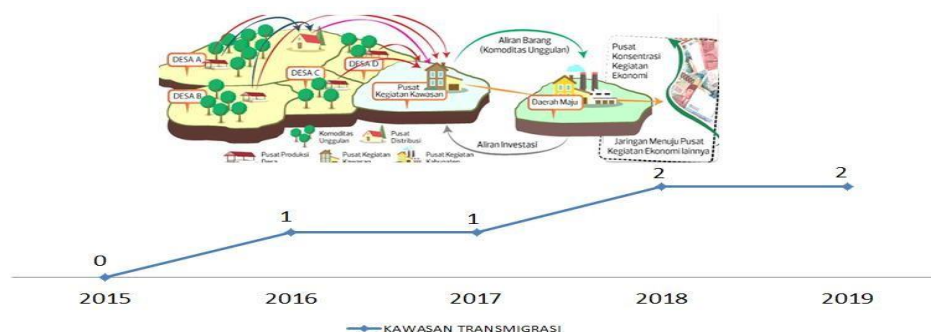 Aliran Barang
(Komoditas Unggulan)
Pusat
Konsentrasi
Kegiatan
Ekonomi
DESA A
DESA C
DESA D
DESA B
Pusat
Kegiatan Kawasan
Daerah Maju
Komoditas
Unggulan
Pusat
Distribusi
Aliran Investasi
Jaringan Menuju Pusat
Kegiatan Ekonomi lainnya
Pusat Produksi
Desa
Pusat Kegiatan
Kawasan
Pusat Kegiatan
Kabupaten
0
1
1
2
2
2015
2016
2017
2018
2019
KAWASAN TRANSMIGRASI